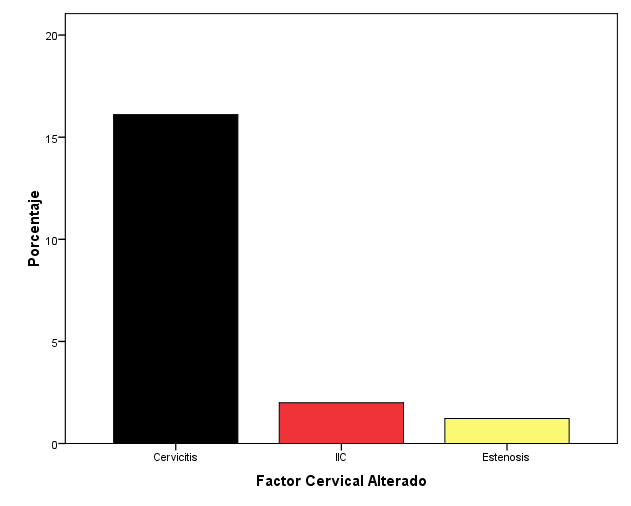 20
15
10
5
0
Porcentaje
Cervicitis
IIC
Estenosis
Factor Cervical Alterado